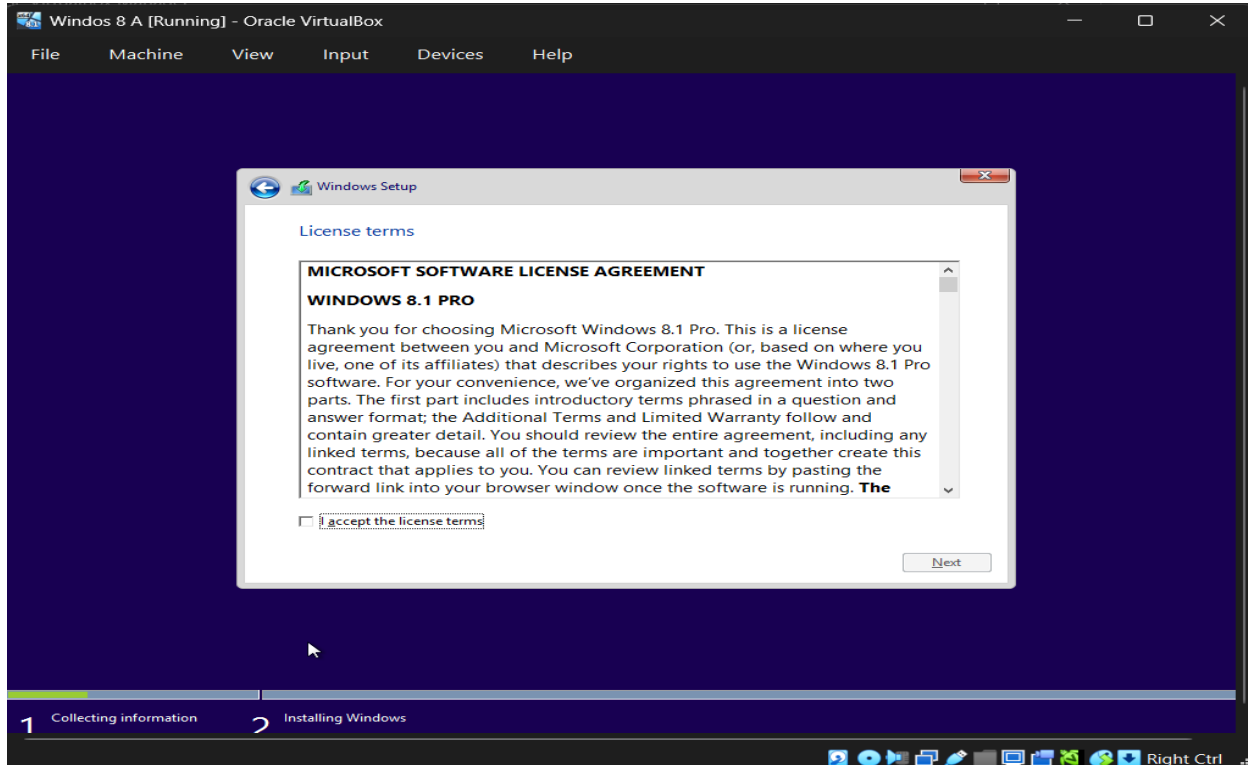 Windos 8 A [Running] - Oracle VirtualBox
File Machine View Input Devices Help
Windows Setup
License terms
MICROSOFT SOFTWARE LICENSE AGREEMENT
WINDOWS 8.1 PRO
Thank you for choosing Microsoft Windows 8.1 Pro. This is a license
agreement between you and Microsoft Corporation (or, based on where you
live, one of its affiliates) that describes your rights to use the Windows 8.1 Pro
software. For your convenience, we've organized this agreement into two
parts. The first part includes introductory terms phrased in a question and
answer format; the Additional Terms and Limited Warranty follow and
contain greater detail. You should review the entire agreement, including any
linked terms, because all of the terms are important and together create this
contract that applies to you. You can review linked terms by pasting the
forward link into your browser window once the software is running. The
I accept the license terms
Next
1 Collecting information 2 Installing Windows
Right Ctrl